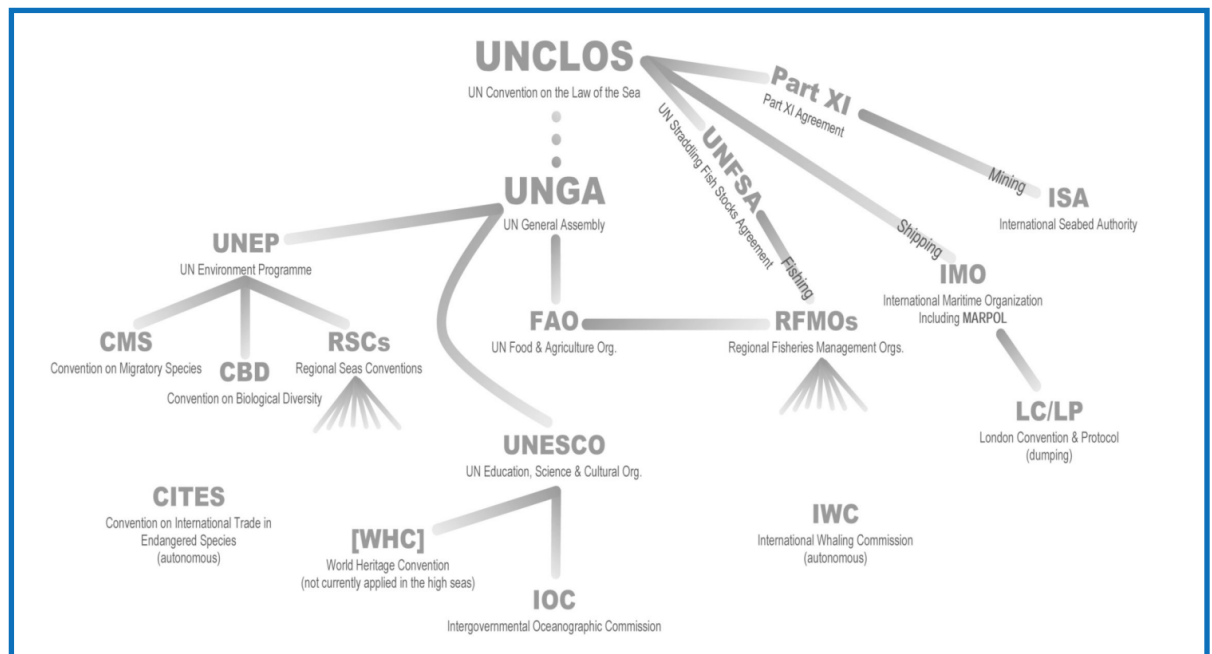 UNCLOS
UN Convention on the Law of the Sea
Part XI
Part XI Agreement
UNFSA
UN Straddling Fish Stocks Agreement
Mining
ISA
International Seabed Authority
UNGA
UN General Assembly
Shipping
UNEP
UN Environment Programme
Fishing
IMO
International Maritime Organization
Including MARPOL
CMS
Convention on Migratory Species
CBD
Convention on Biological Diversity
RSCs
Regional Seas Conventions
FAO
UN Food & Agriculture Org.
RFMOs
Regional Fisheries Management Orgs.
LC/LP
London Convention & Protocol
(dumping)
UNESCO
UN Education, Science & Cultural Org.
CITES
Convention on International Trade in
Endangered Species
(autonomous)
[WHC]
World Heritage Convention
(not currently applied in the high seas)
IWC
International Whaling Commission
(autonomous)
IOC
Intergovernmental Oceanographic Commission